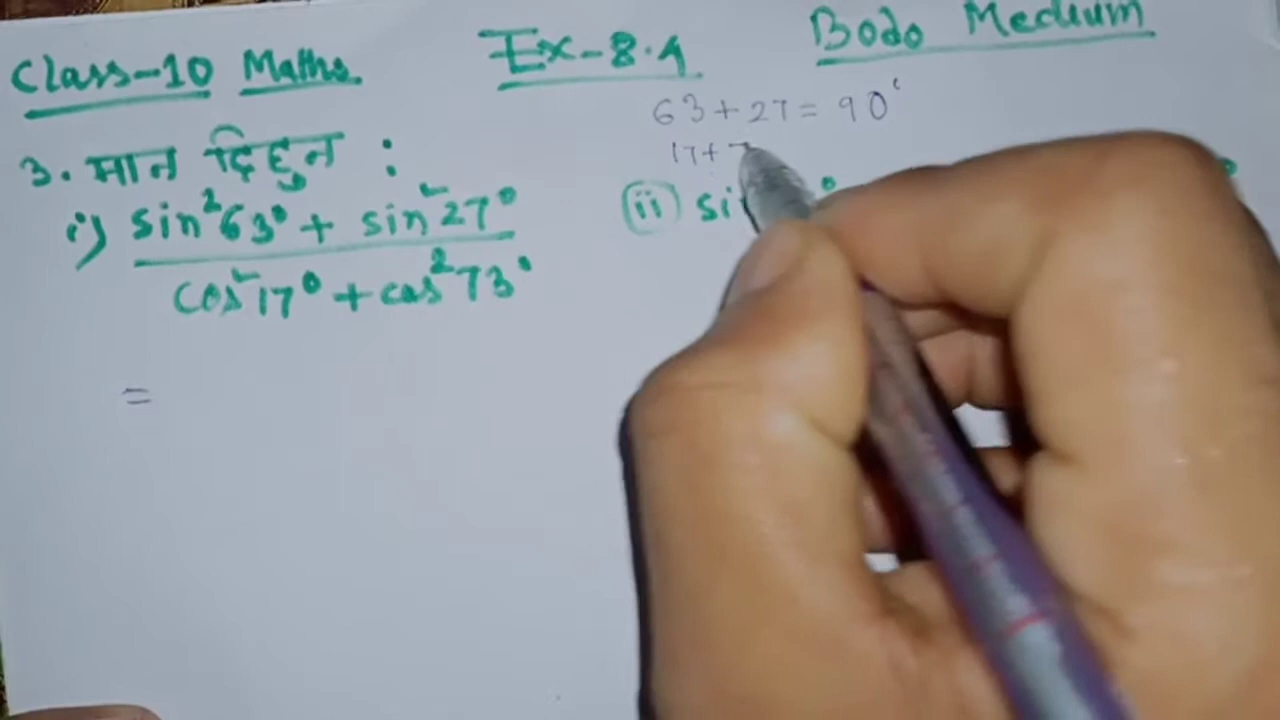 Class-10 Maths. Ex-8.4 Bodo Medium
63+27=90°
17+7
3. मान दिहुन :
i) sin²63° + sin²27°
cos²17° + cos²73°
(ii) si
=